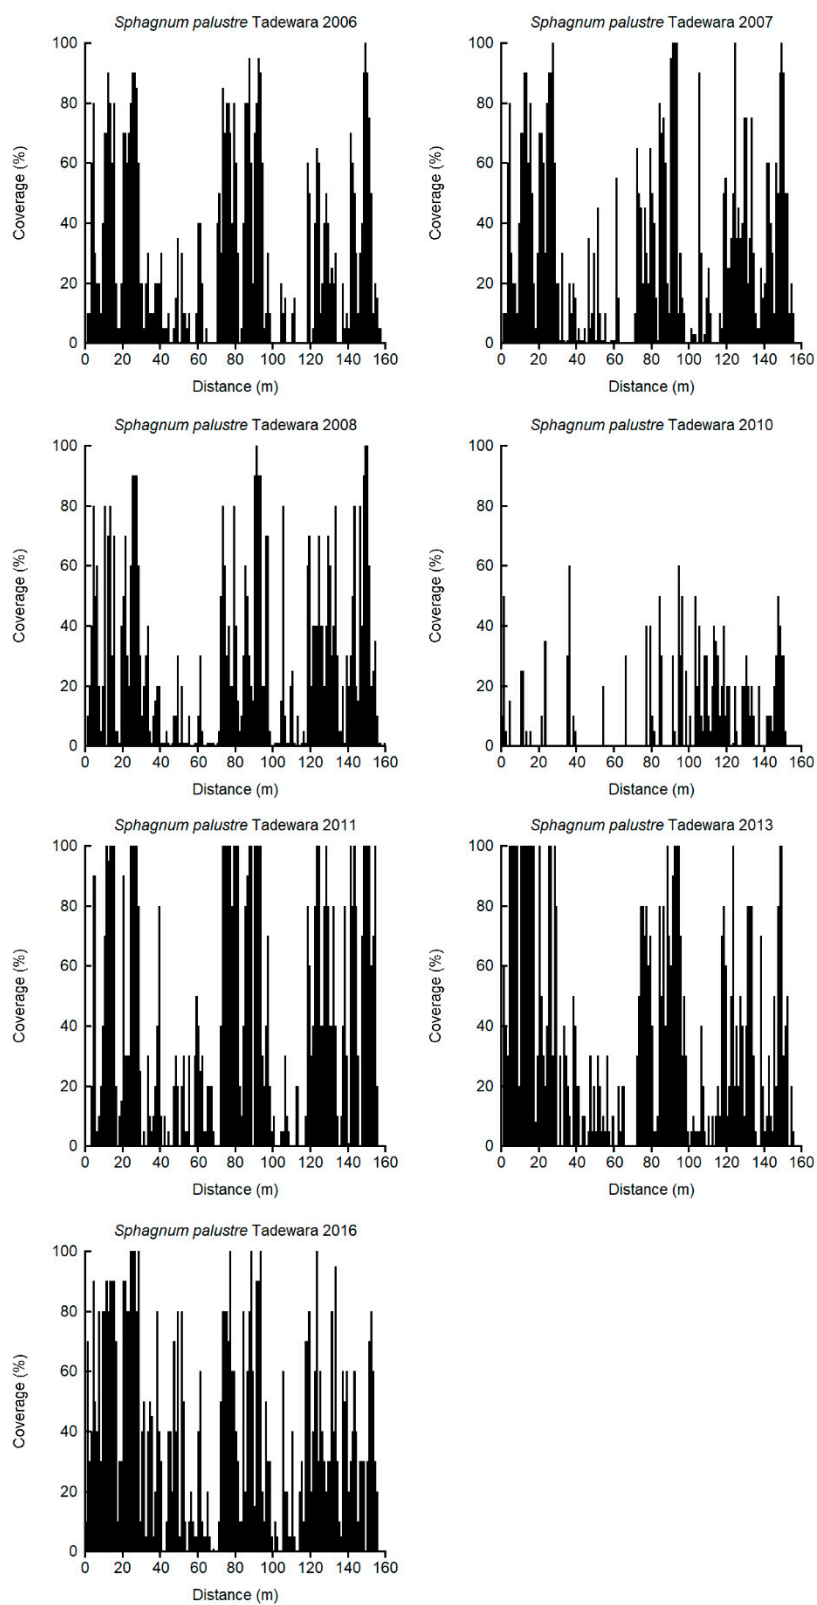 Sphagnum palustre Tadewara 2006
100
80
60
40
20
0
Coverage (%)
0 20 40 60 80 100 120 140 160
Distance (m)
Sphagnum palustre Tadewara 2007
100
80
60
40
20
0
Coverage (%)
0 20 40 60 80 100 120 140 160
Distance (m)
Sphagnum palustre Tadewara 2008
100
80
60
40
20
0
Coverage (%)
0 20 40 60 80 100 120 140 160
Distance (m)
Sphagnum palustre Tadewara 2010
100
80
60
40
20
0
Coverage (%)
0 20 40 60 80 100 120 140 160
Distance (m)
Sphagnum palustre Tadewara 2011
100
80
60
40
20
0
Coverage (%)
0 20 40 60 80 100 120 140 160
Distance (m)
Sphagnum palustre Tadewara 2013
100
80
60
40
20
0
Coverage (%)
0 20 40 60 80 100 120 140 160
Distance (m)
Sphagnum palustre Tadewara 2016
100
80
60
40
20
0
Coverage (%)
0 20 40 60 80 100 120 140 160
Distance (m)